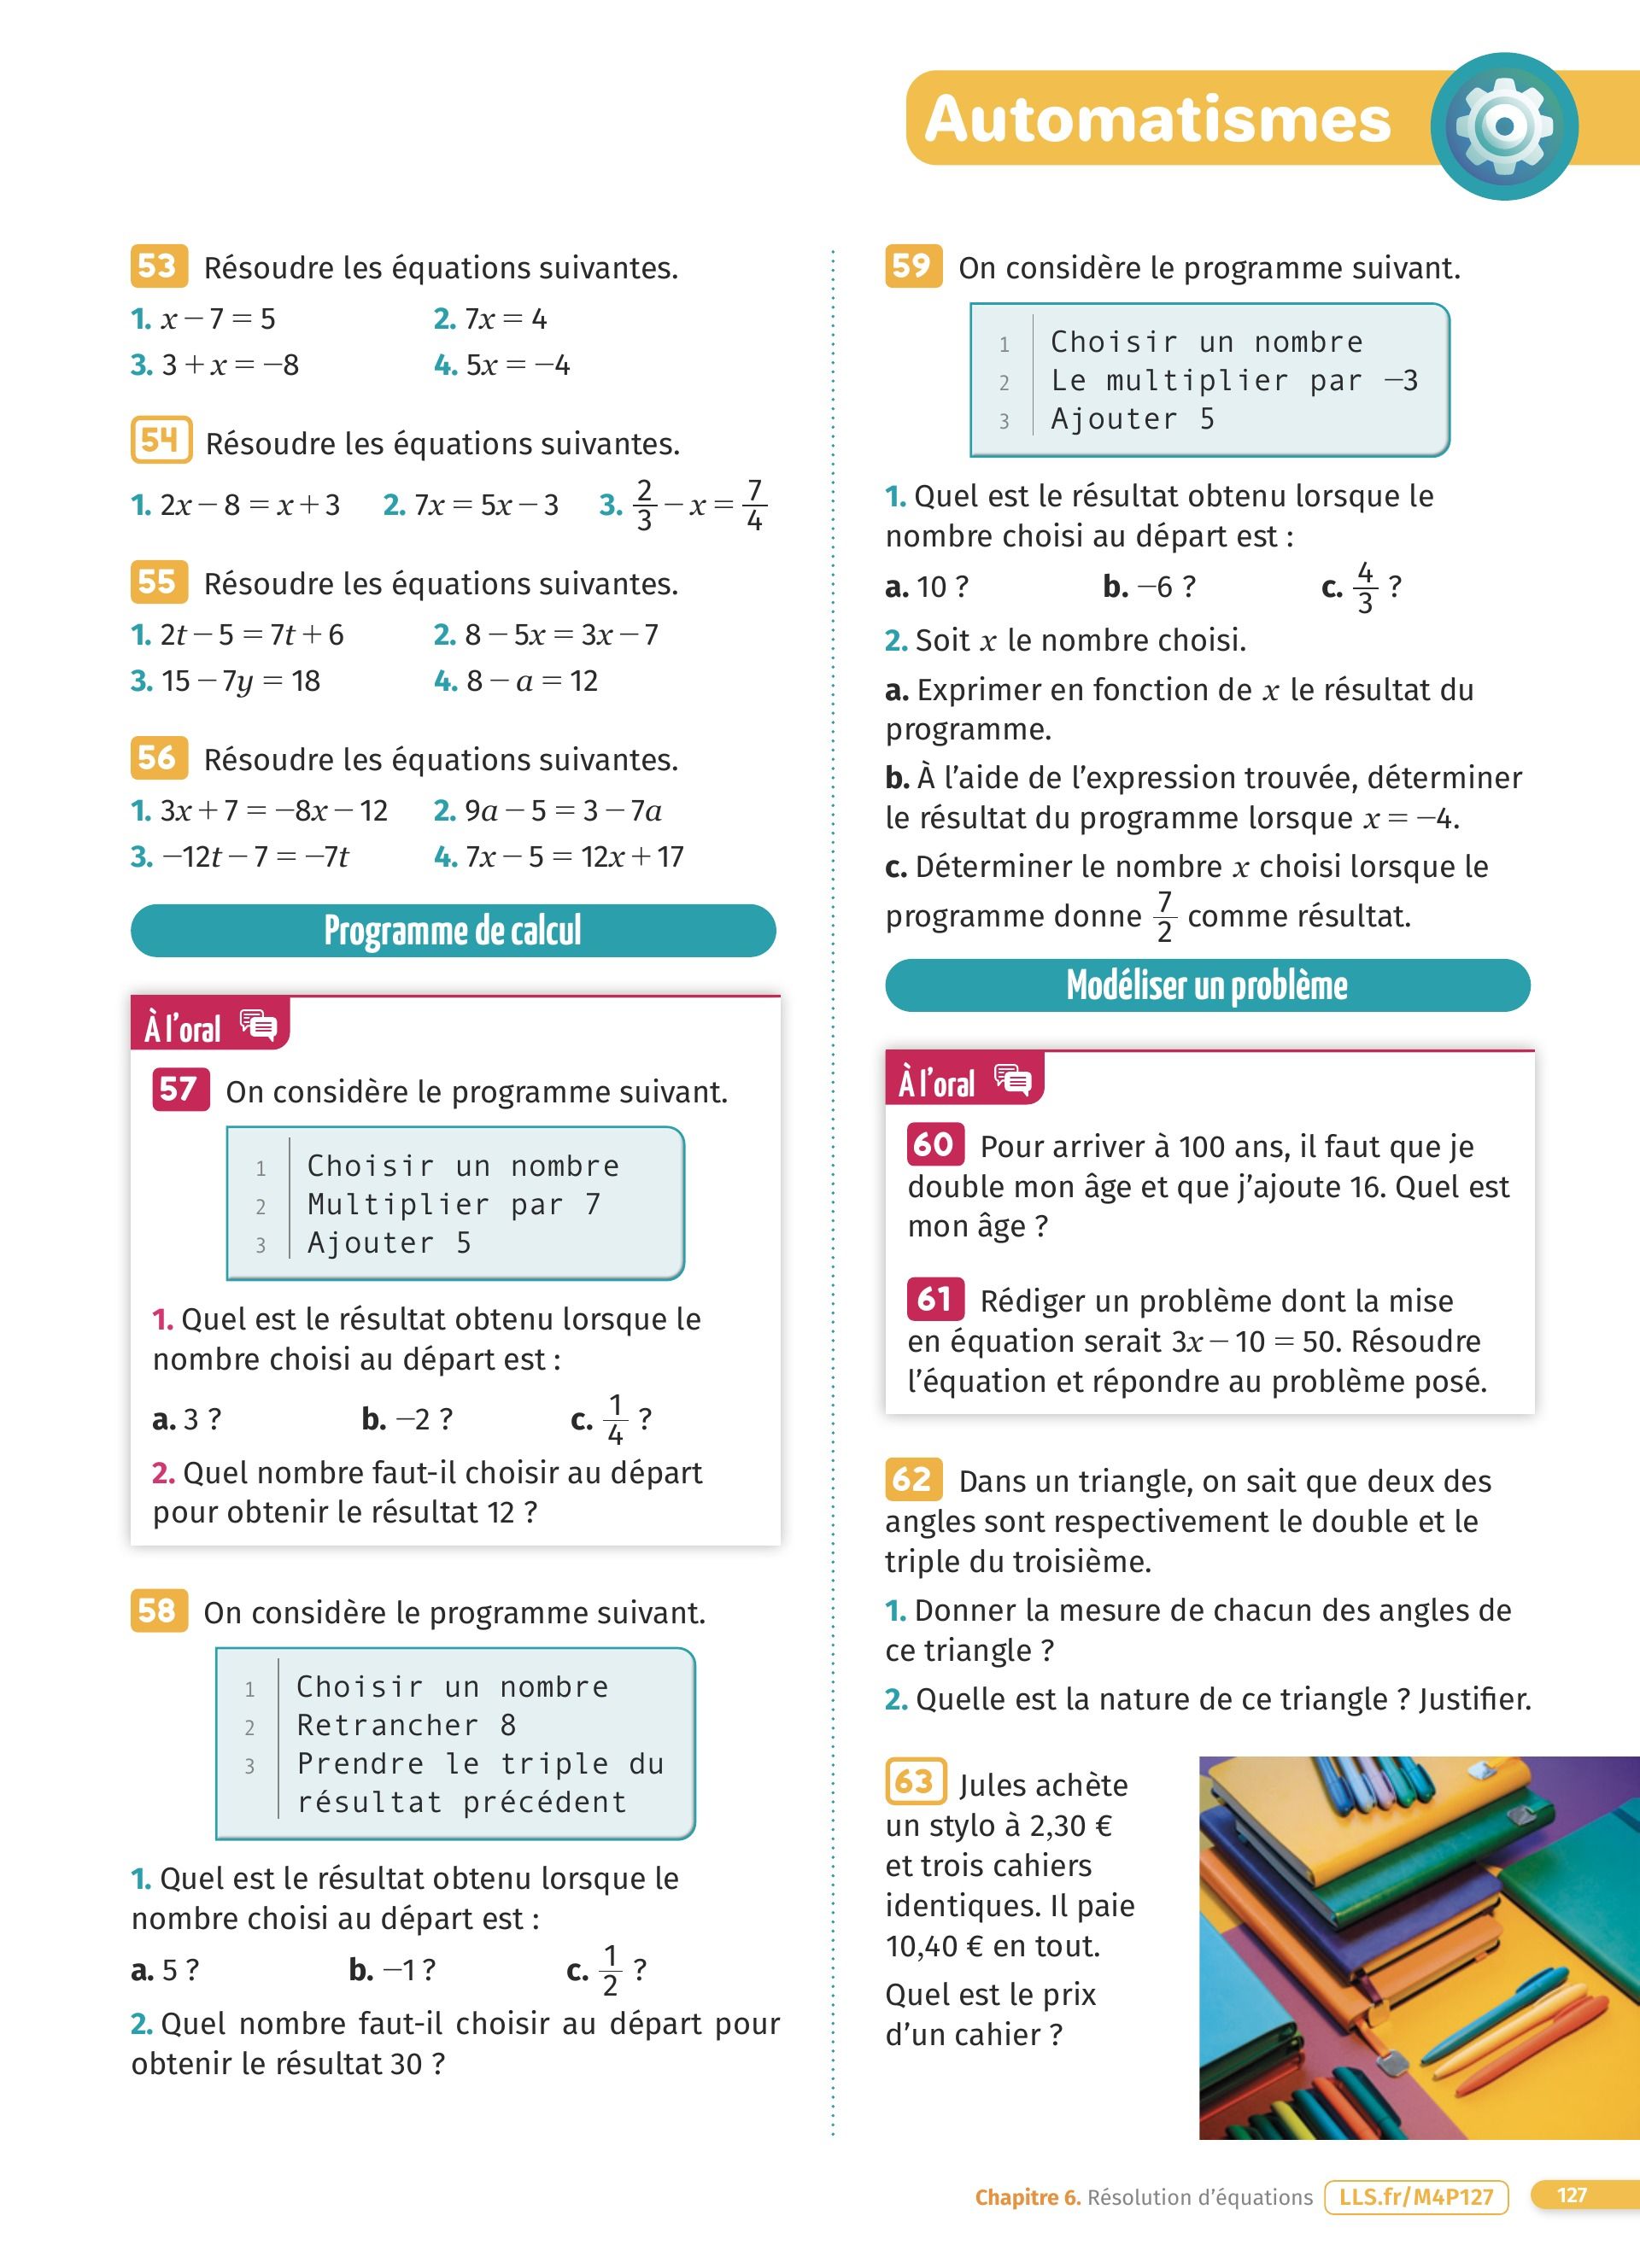 Automatismes
53 Résoudre les équations suivantes.
1. x − 7 = 5 2. 7x = 4
3. 3 + x = −8 4. 5x = −4
54 Résoudre les équations suivantes.
1. 2x − 8 = x + 3 2. 7x = 5x − 3 3. 2/3 − x = 7/4
55 Résoudre les équations suivantes.
1. 2t − 5 = 7t + 6 2. 8 − 5x = 3x − 7
3. 15 − 7y = 18 4. 8 − a = 12
56 Résoudre les équations suivantes.
1. 3x + 7 = −8x − 12 2. 9a − 5 = 3 − 7a
3. −12t − 7 = −7t 4. 7x − 5 = 12x + 17
Programme de calcul
À l’oral
57 On considère le programme suivant.
1 Choisir un nombre
2 Multiplier par 7
3 Ajouter 5
1. Quel est le résultat obtenu lorsque le
nombre choisi au départ est :
a. 3 ? b. −2 ? c. 1/4 ?
2. Quel nombre faut-il choisir au départ
pour obtenir le résultat 12 ?
58 On considère le programme suivant.
1 Choisir un nombre
2 Retrancher 8
3 Prendre le triple du
résultat précédent
1. Quel est le résultat obtenu lorsque le
nombre choisi au départ est :
a. 5 ? b. −1 ? c. 1/2 ?
2. Quel nombre faut-il choisir au départ pour
obtenir le résultat 30 ?
59 On considère le programme suivant.
1 Choisir un nombre
2 Le multiplier par −3
3 Ajouter 5
1. Quel est le résultat obtenu lorsque le
nombre choisi au départ est :
a. 10 ? b. −6 ? c. 4/3 ?
2. Soit x le nombre choisi.
a. Exprimer en fonction de x le résultat du
programme.
b. À l’aide de l’expression trouvée, déterminer
le résultat du programme lorsque x = −4.
c. Déterminer le nombre x choisi lorsque le
programme donne 7/2 comme résultat.
Modéliser un problème
À l’oral
60 Pour arriver à 100 ans, il faut que je
double mon âge et que j’ajoute 16. Quel est
mon âge ?
61 Rédiger un problème dont la mise
en équation serait 3x − 10 = 50. Résoudre
l’équation et répondre au problème posé.
62 Dans un triangle, on sait que deux des
angles sont respectivement le double et le
triple du troisième.
1. Donner la mesure de chacun des angles de
ce triangle ?
2. Quelle est la nature de ce triangle ? Justifier.
63 Jules achète
un stylo à 2,30 €
et trois cahiers
identiques. Il paie
10,40 € en tout.
Quel est le prix
d’un cahier ?
Chapitre 6. Résolution d’équations LLS.fr/M4P127 127